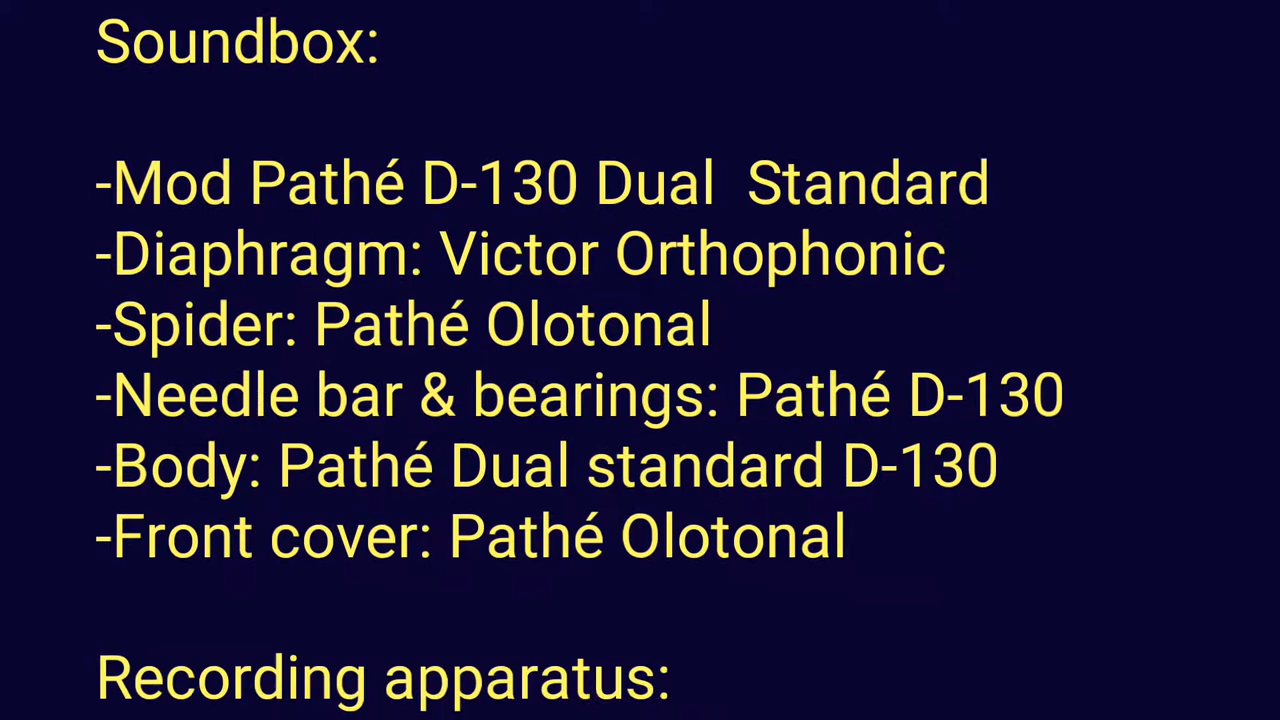 Soundbox:
-Mod Pathé D-130 Dual  Standard
-Diaphragm: Victor Orthophonic
-Spider: Pathé Olotonal
-Needle bar & bearings: Pathé D-130
-Body: Pathé Dual standard D-130
-Front cover: Pathé Olotonal
Recording apparatus: